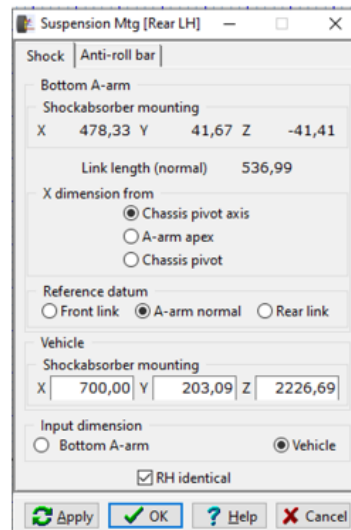 Suspension Mtg [Rear LH]
Shock Anti-roll bar
Bottom A-arm
Shockabsorber mounting
X 478,33 Y 41,67 Z -41,41
Link length (normal) 536,99
X dimension from
Chassis pivot axis
A-arm apex
Chassis pivot
Reference datum
Front link A-arm normal Rear link
Vehicle
Shockabsorber mounting
X 700,00 Y 203,09 Z 2226,69
Input dimension
Bottom A-arm Vehicle
RH identical
Apply OK ? Help Cancel